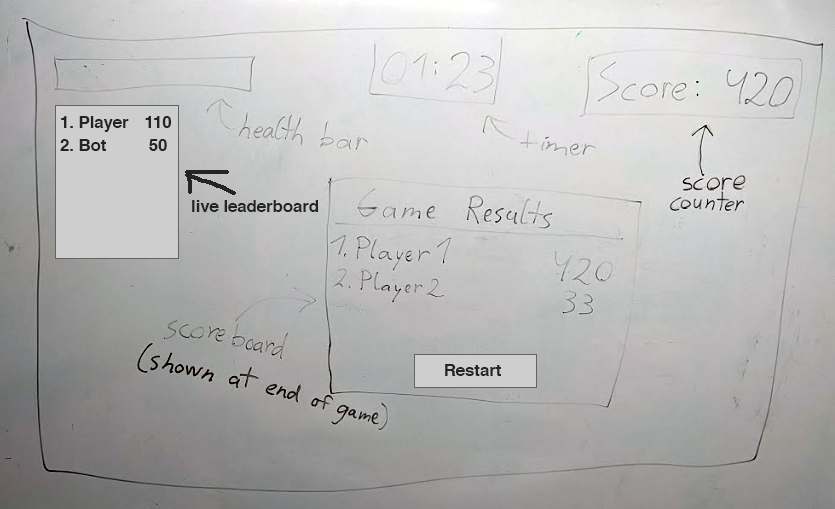 01:23
Score: 420
health bar
timer
score
counter
1. Player 110
2. Bot 50
live leaderboard
Game Results
1. Player 1 420
2. Player 2 33
Restart
scoreboard
(shown at end of game)